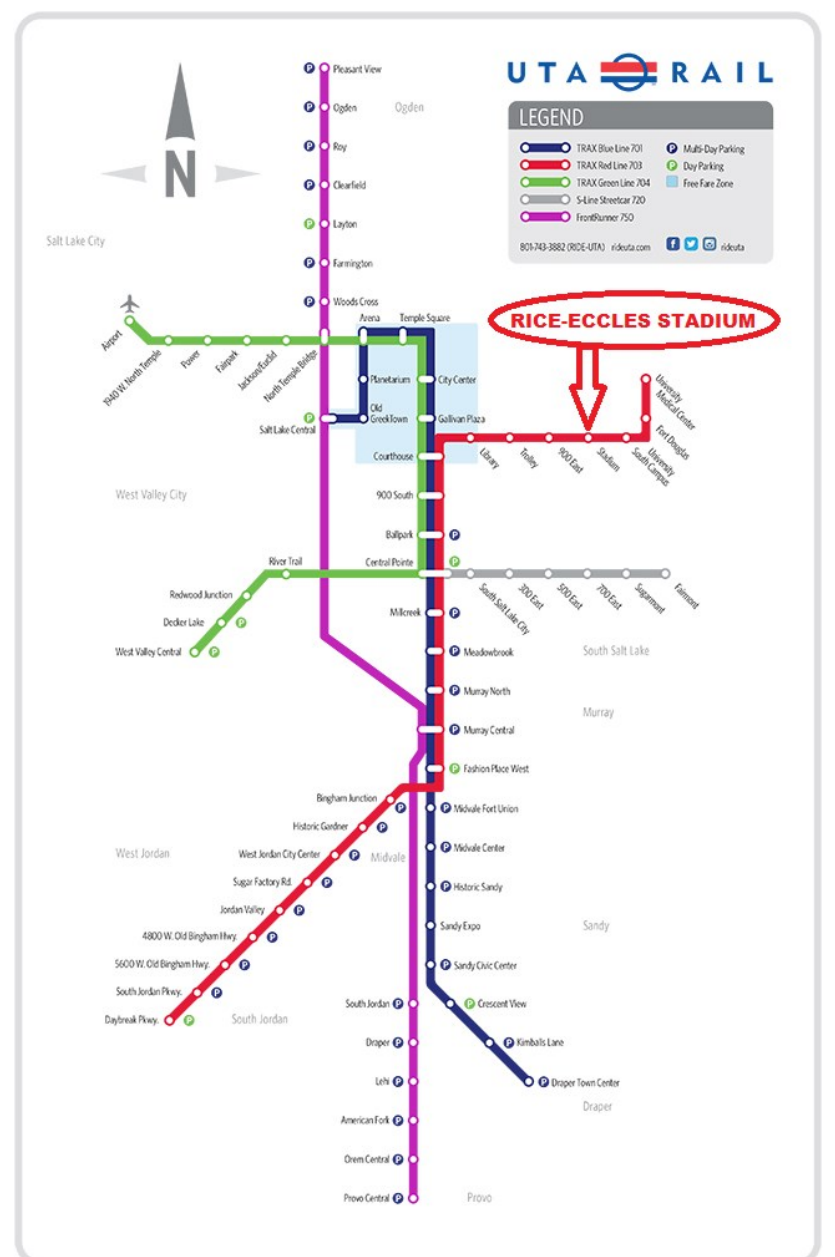 UTA RAIL
LEGEND
TRAX Blue Line 701
TRAX Red Line 703
TRAX Green Line 704
S-Line Streetcar 720
FrontRunner 750
P Multi-Day Parking
P Day Parking
Free Fare Zone
801-743-3882 (RIDE-UTA) rideuta.com
rideuta
N
RICE-ECCLES STADIUM
P Pleasant View
P Ogden
Ogden
P Roy
P Clearfield
P Layton
Salt Lake City
P Farmington
P Woods Cross
Airport
1940 W. North Temple
Power
Fairpark
Jackson/Euclid
North Temple Bridge
Arena
Temple Square
Planetarium
City Center
Old
GreekTown
Gallivan Plaza
P
Salt Lake Central
Courthouse
Library
Trolley
900 East
Stadium
University
South Campus
Fort Douglas
University
Medical Center
West Valley City
900 South
Ballpark P
Central Pointe P
River Trail
Redwood Junction
Decker Lake P
West Valley Central P
South Salt Lake City
300 East
500 East
700 East
Sugarmont
Fairmont
Millcreek P
P Meadowbrook
South Salt Lake
P Murray North
Murray
P Murray Central
P Fashion Place West
Bingham Junction P
Historic Gardner P
West Jordan City Center P
Sugar Factory Rd. P
Jordan Valley P
4800 W. Old Bingham Hwy. P
5600 W. Old Bingham Hwy. P
South Jordan Pkwy. P
Daybreak Pkwy. P
West Jordan
Midvale
South Jordan
P Midvale Fort Union
P Midvale Center
P Historic Sandy
Sandy Expo
Sandy
P Sandy Civic Center
P Crescent View
P Kimballs Lane
P Draper Town Center
Draper
South Jordan P
Draper P
Lehi P
American Fork P
Orem Central P
Provo Central P
Provo